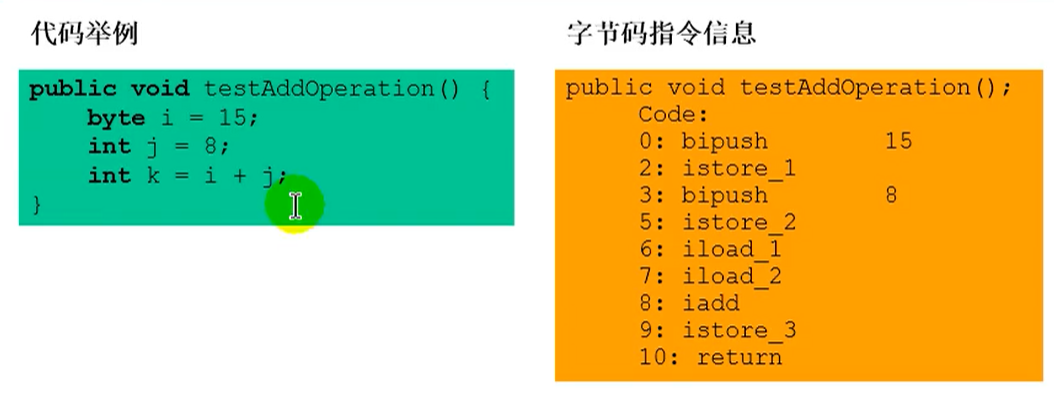 代码举例
public void testAddOperation() {
byte i = 15;
int j = 8;
int k = i + j;
}
字节码指令信息
public void testAddOperation();
Code:
0: bipush 15
2: istore_1
3: bipush 8
5: istore_2
6: iload_1
7: iload_2
8: iadd
9: istore_3
10: return